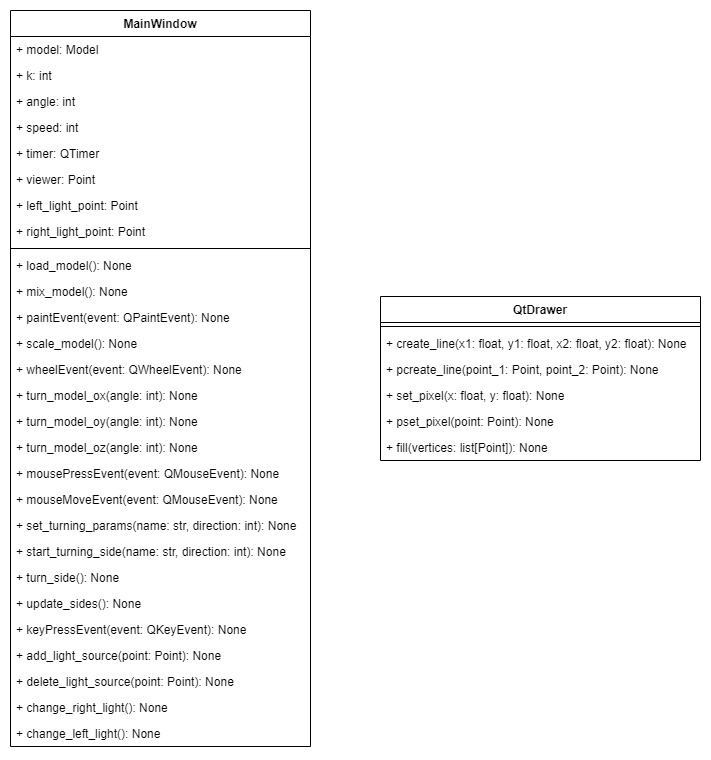 MainWindow
+ model: Model
+ k: int
+ angle: int
+ speed: int
+ timer: QTimer
+ viewer: Point
+ left_light_point: Point
+ right_light_point: Point
+ load_model(): None
+ mix_model(): None
+ paintEvent(event: QPaintEvent): None
+ scale_model(): None
+ wheelEvent(event: QWheelEvent): None
+ turn_model_ox(angle: int): None
+ turn_model_oy(angle: int): None
+ turn_model_oz(angle: int): None
+ mousePressEvent(event: QMouseEvent): None
+ mouseMoveEvent(event: QMouseEvent): None
+ set_turning_params(name: str, direction: int): None
+ start_turning_side(name: str, direction: int): None
+ turn_side(): None
+ update_sides(): None
+ keyPressEvent(event: QKeyEvent): None
+ add_light_source(point: Point): None
+ delete_light_source(point: Point): None
+ change_right_light(): None
+ change_left_light(): None
QtDrawer
+ create_line(x1: float, y1: float, x2: float, y2: float): None
+ pcreate_line(point_1: Point, point_2: Point): None
+ set_pixel(x: float, y: float): None
+ pset_pixel(point: Point): None
+ fill(vertices: list[Point]): None